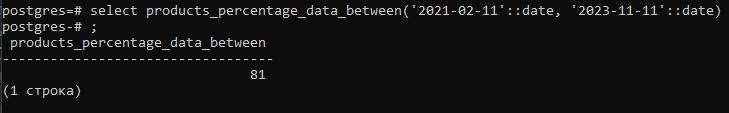 postgres=# select products_percentage_data_between('2021-02-11'::date, '2023-11-11'::date)
postgres-# ;
 products_percentage_data_between
----------------------------------
                               81
(1 строка)